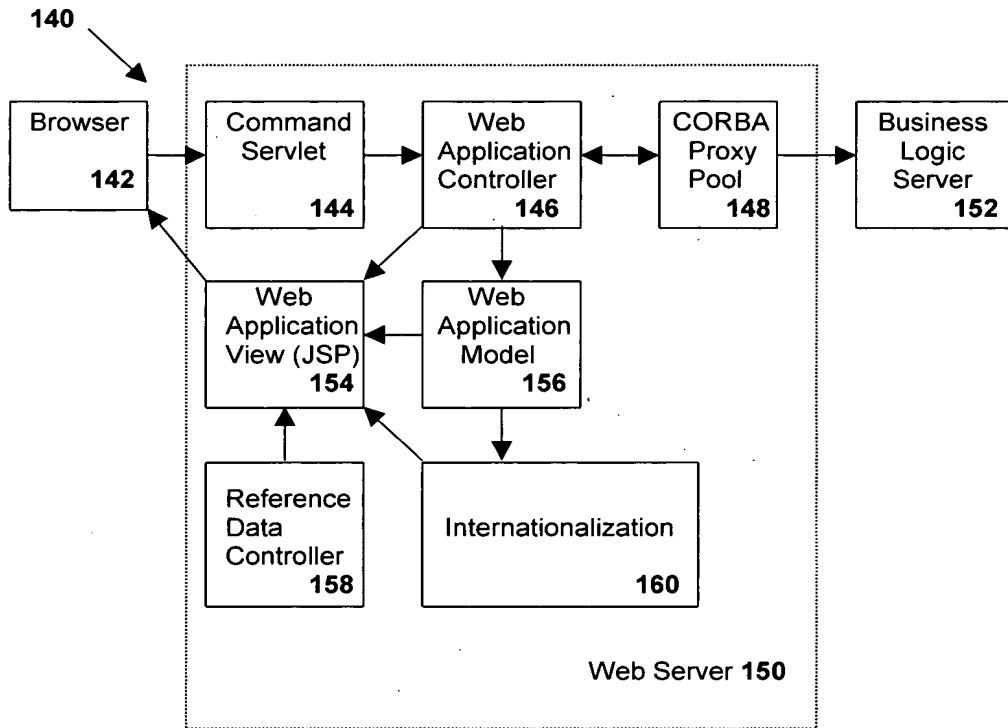 140
Browser
142
Command
Servlet
144
Web
Application
Controller
146
CORBA
Proxy
Pool
148
Business
Logic
Server
152
Web
Application
View (JSP)
154
Web
Application
Model
156
Reference
Data
Controller
158
Internationalization
160
Web Server 150